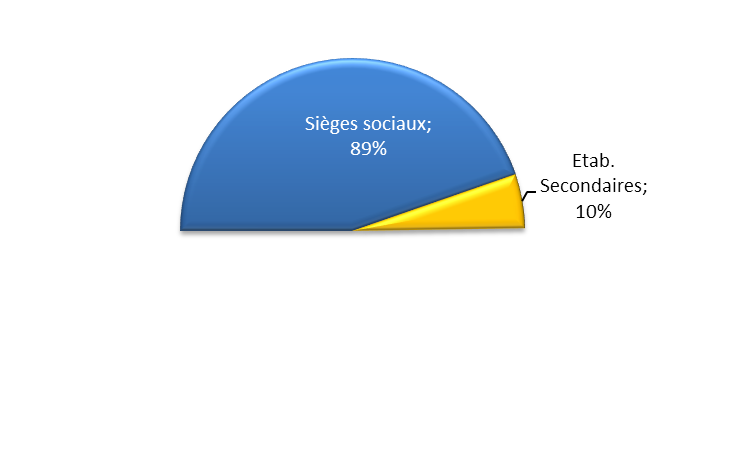 Sièges sociaux;
89%
Etab.
Secondaires;
10%